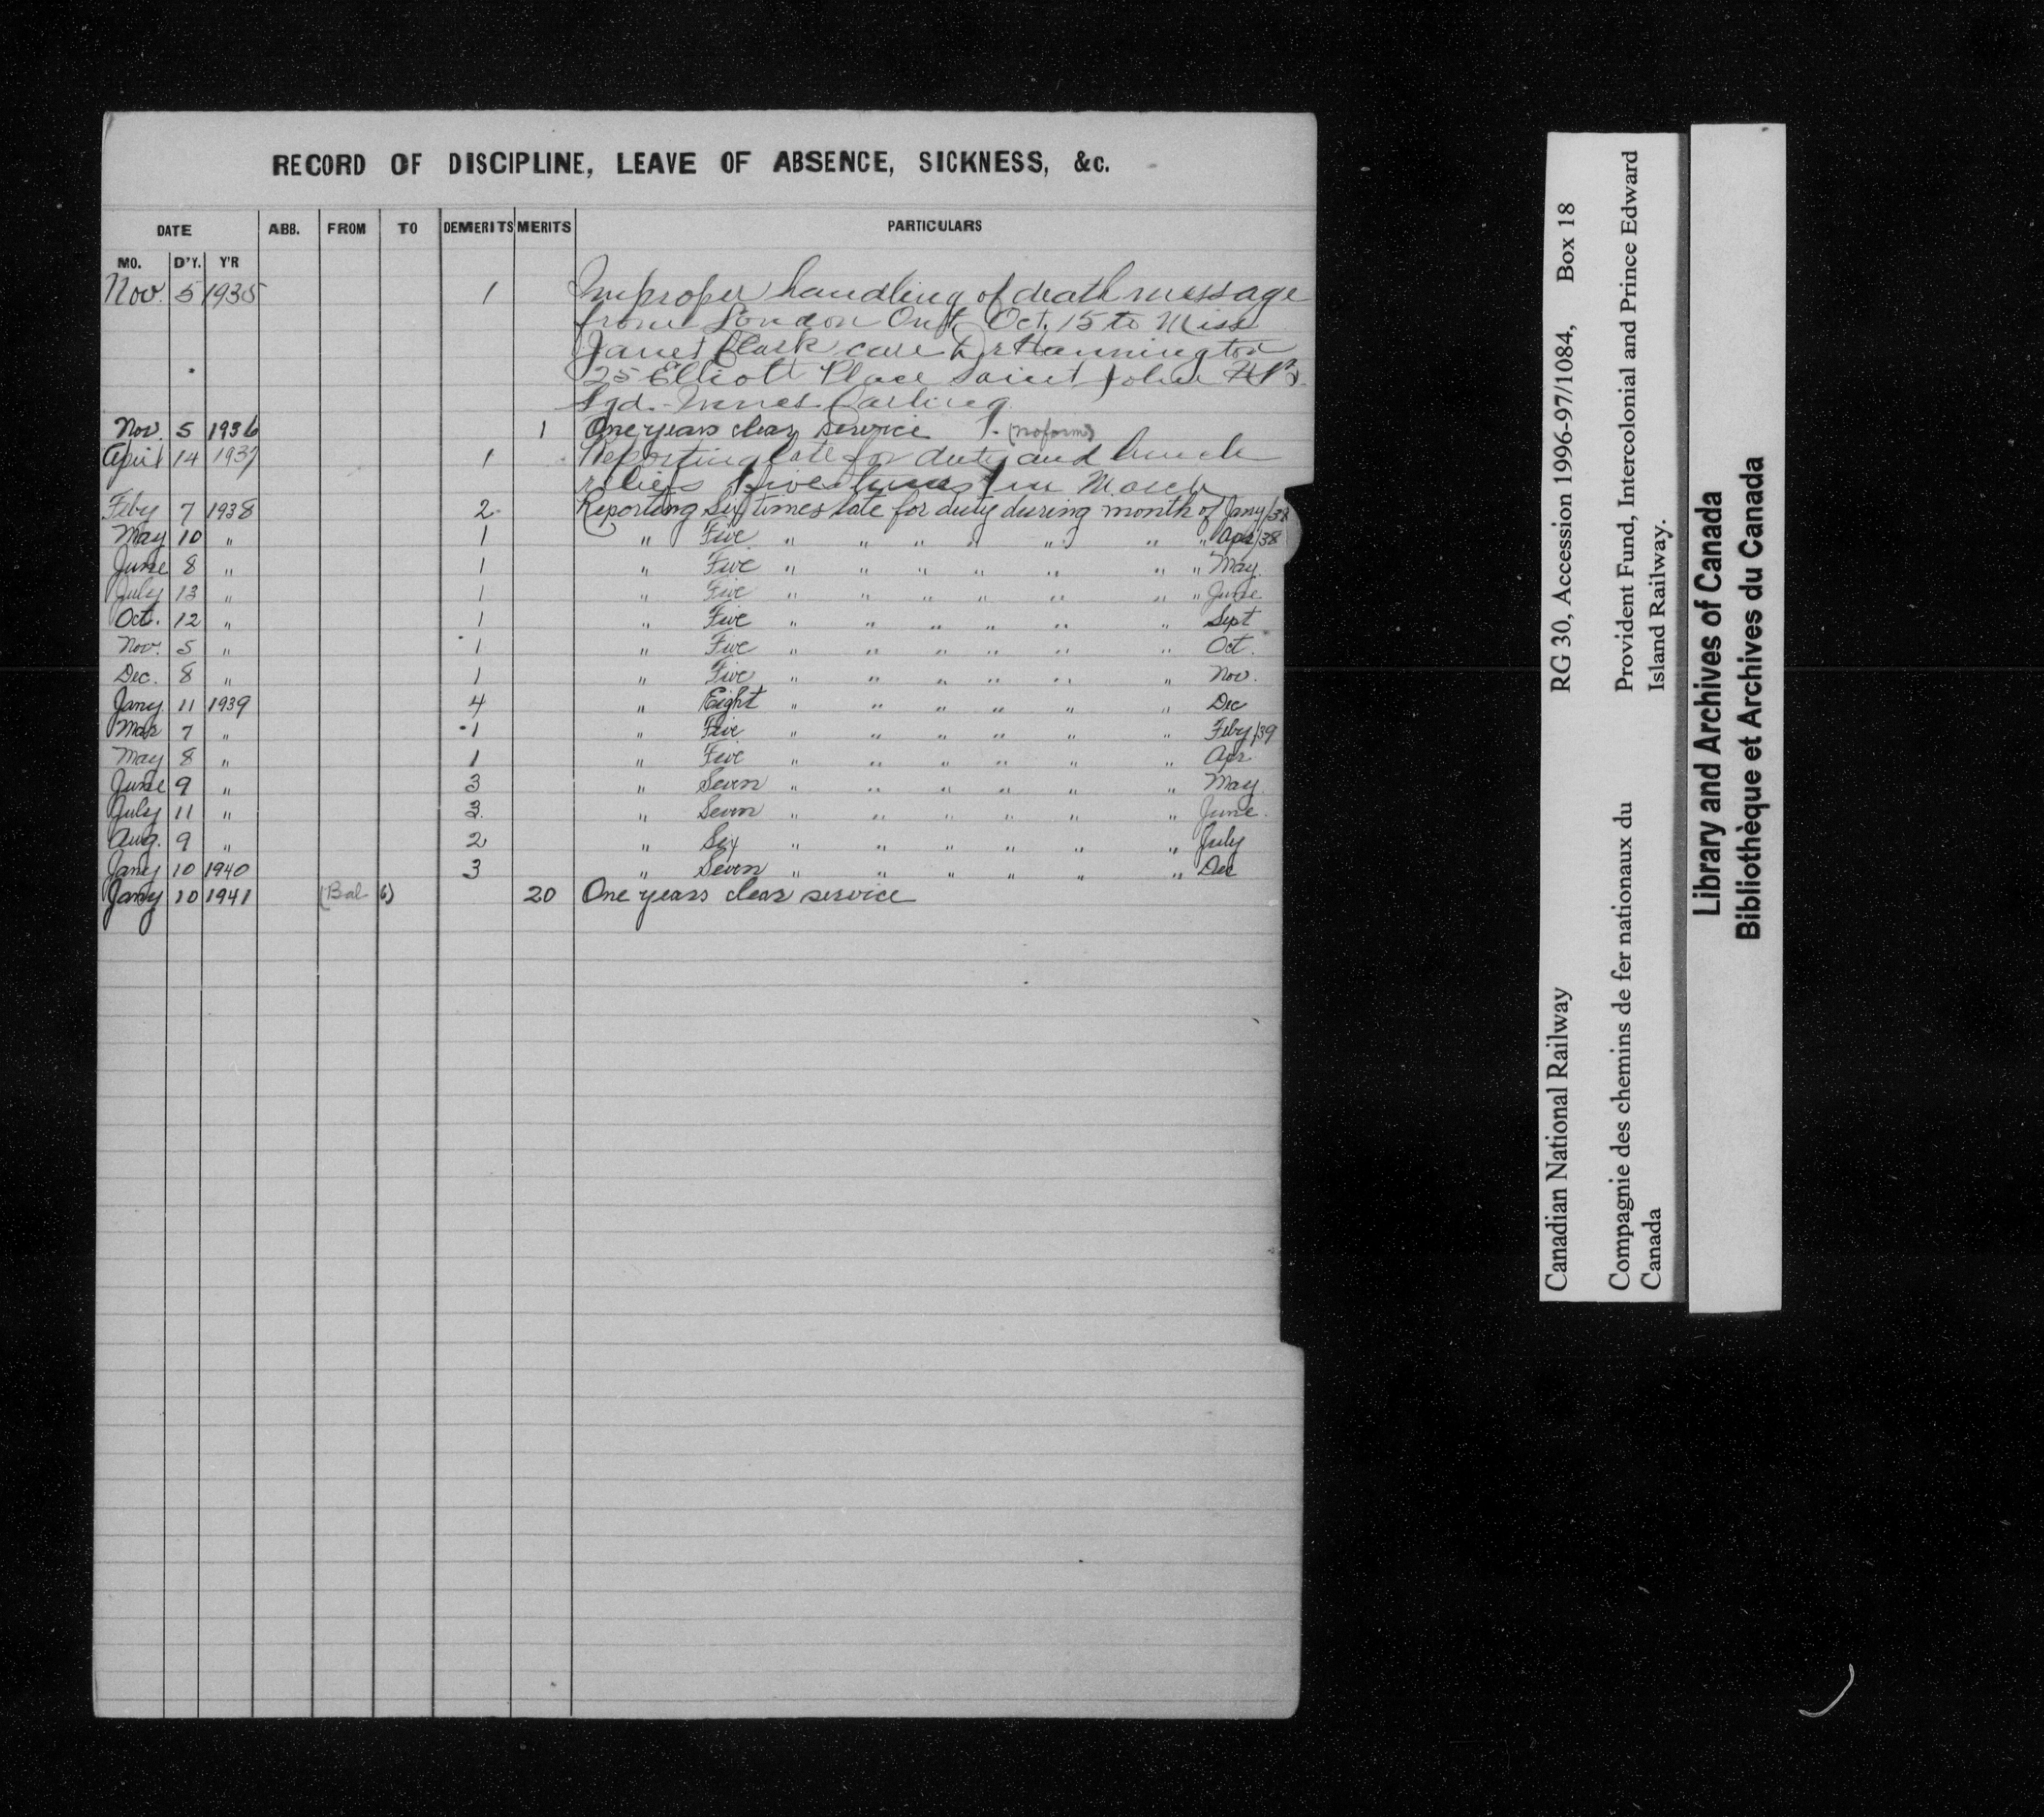 RECORD OF DISCIPLINE, LEAVE OF ABSENCE, SICKNESS, &c.
DATE ABB. FROM TO DEMERITS MERITS PARTICULARS
MO. D'Y. Y'R
Nov. 5 1935 1 Improper handling of death message
from London Ont. Oct. 15 to Miss
Janet Clark care Dr Hannington
25 Elliott Place Saint John N.B.
Sgd. Carling
Nov. 5 1936 1 One years clear service 1. (noform)
April 14 1937 1 Reporting late for duty and lunch
reliefs five times in March
Feby 7 1938 2 Reporting Six times late for duty during month of Jany/38
May 10 " 1 " Five " " " " " " " Apr/38
June 8 " 1 " Five " " " " " " " May
July 13 " 1 " Five " " " " " " " June
Oct. 12 " 1 " Five " " " " " " Sept
Nov. 5 " 1 " Five " " " " " " Oct.
Dec. 8 " 1 " Five " " " " " " Nov.
Jany 11 1939 4 " Eight " " " " " " Dec
Mar 7 " 1 " Five " " " " " " Feby/39
May 8 " 1 " Five " " " " " " Apr
June 9 " 3 " Seven " " " " " " May
July 11 " 3 " Seven " " " " " " June
Aug. 9 " 2 " Six " " " " " " July
Jany 10 1940 3 " Seven " " " " " " Dec
Jany 10 1941 (Bal 6) 20 One years clear service
Canadian National Railway RG 30, Accession 1996-97/1084, Box 18
Compagnie des chemins de fer nationaux du Provident Fund, Intercolonial and Prince Edward
Canada Island Railway.
Library and Archives of Canada
Bibliothèque et Archives du Canada